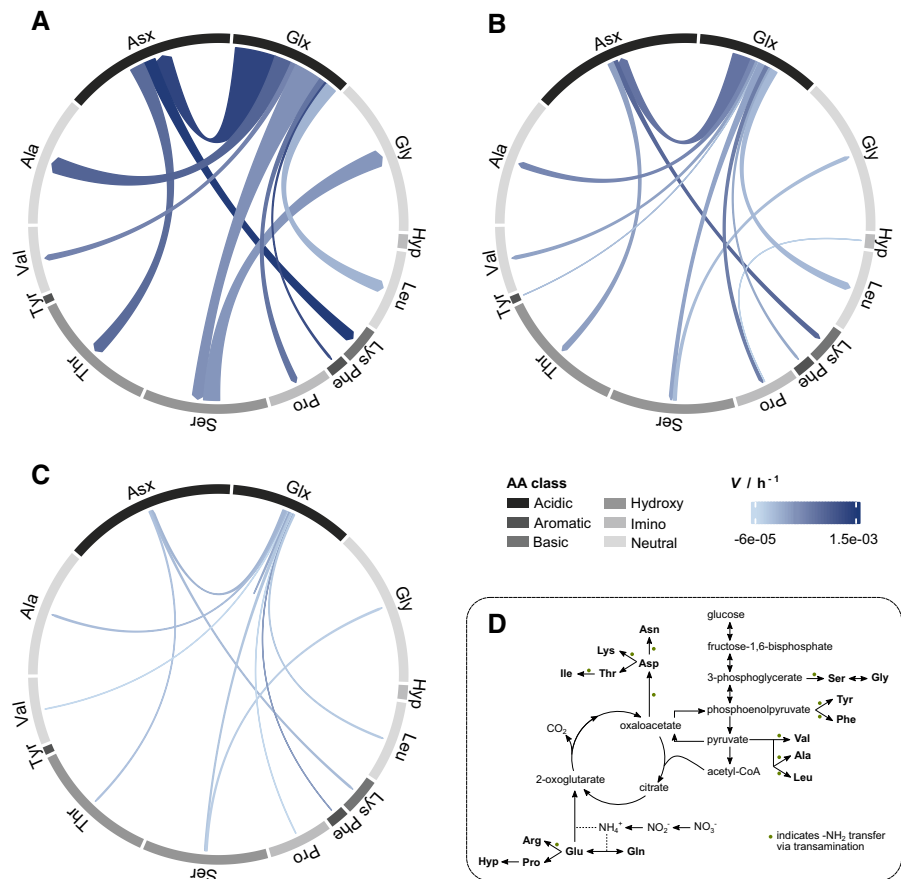 A
Asx
Glx
Ala
Gly
Hyp
Val
Leu
Tyr
Lys
Phe
Thr
Pro
Ser
B
Asx
Glx
Ala
Gly
Hyp
Val
Leu
Tyr
Lys
Phe
Thr
Pro
Ser
C
Asx
Glx
Ala
Gly
Hyp
Val
Leu
Tyr
Lys
Phe
Thr
Pro
Ser
AA class
Acidic
Hydroxy
Aromatic
Imino
Basic
Neutral
V / h⁻¹
-6e-05
1.5e-03
D
glucose
Asn
fructose-1,6-bisphosphate
Lys
Asp
Ile
Thr
3-phosphoglycerate
Ser
Gly
Tyr
phosphoenolpyruvate
Phe
CO₂
oxaloacetate
pyruvate
Val
Ala
acetyl-CoA
Leu
2-oxoglutarate
citrate
NH₄⁺
NO₂⁻
NO₃⁻
Arg
Glu
Gln
Hyp
Pro
indicates -NH₂ transfer
via transamination